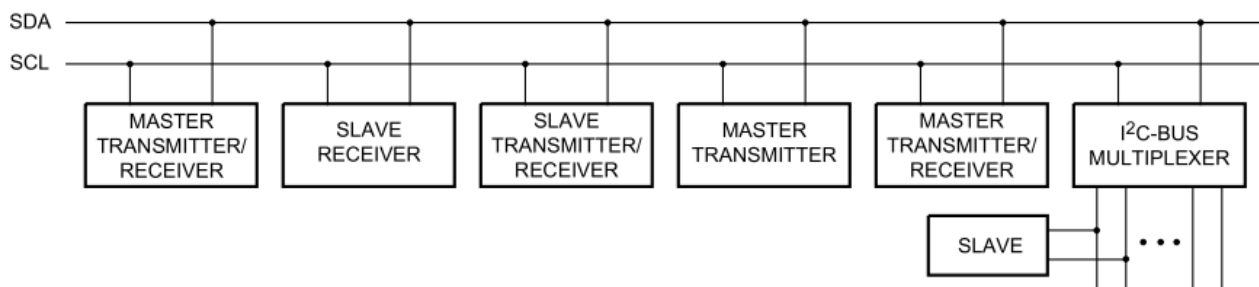 SDA
SCL
MASTER
TRANSMITTER/
RECEIVER
SLAVE
RECEIVER
SLAVE
TRANSMITTER/
RECEIVER
MASTER
TRANSMITTER
MASTER
TRANSMITTER/
RECEIVER
I²C-BUS
MULTIPLEXER
SLAVE